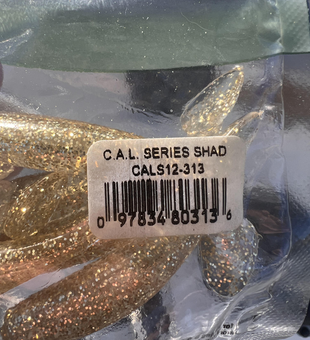 C.A.L. SERIES SHAD
CALS12-313
0 97834 80313 6